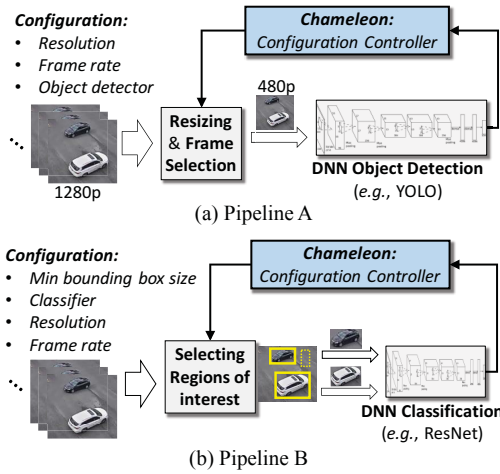 Configuration:
• Resolution
• Frame rate
• Object detector
Chameleon:
Configuration Controller
...
1280p
Resizing
& Frame
Selection
480p
DNN Object Detection
(e.g., YOLO)
(a) Pipeline A
Configuration:
• Min bounding box size
• Classifier
• Resolution
• Frame rate
Chameleon:
Configuration Controller
...
Selecting
Regions of
interest
DNN Classification
(e.g., ResNet)
(b) Pipeline B